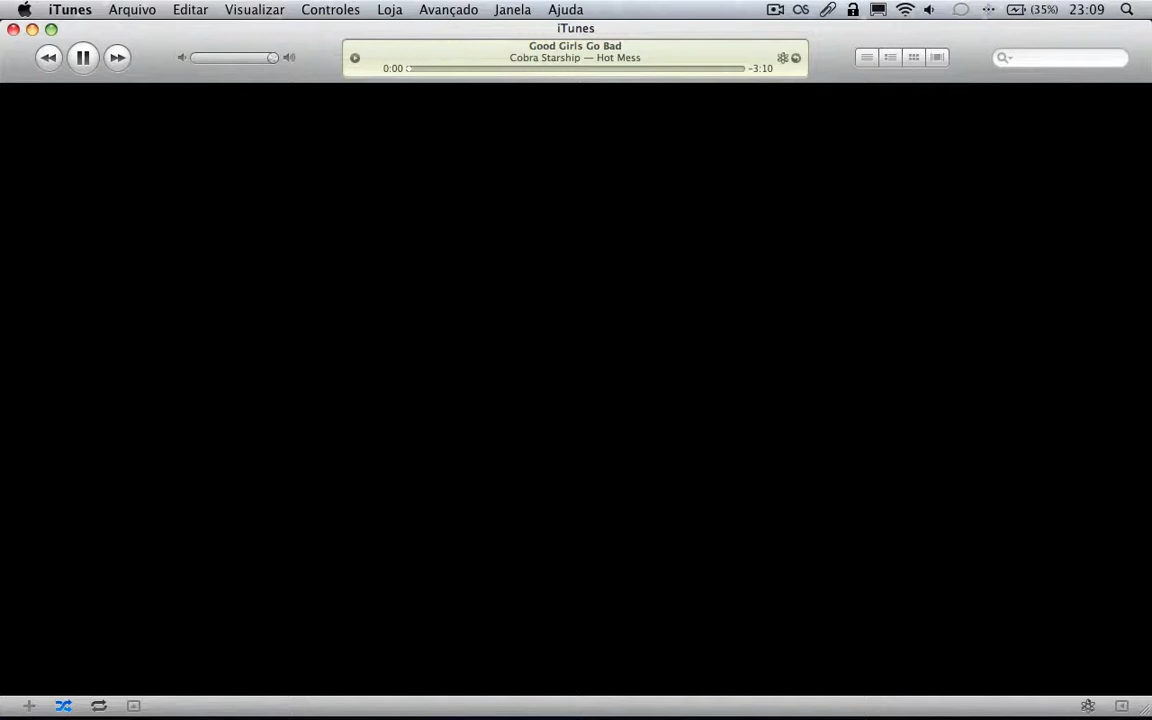 iTunes Arquivo Editar Visualizar Controles Loja Avançado Janela Ajuda (35%) 23:09
iTunes
Good Girls Go Bad
Cobra Starship — Hot Mess
0:00 −3:10